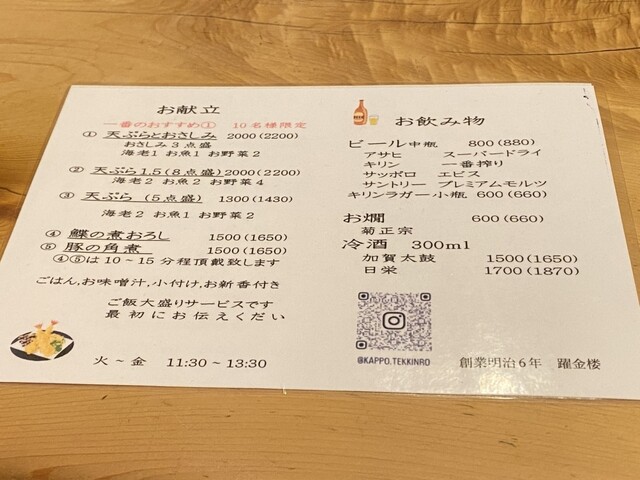 お献立
一番のおすすめ① 10名様限定
① 天ぷらとおさしみ 2000(2200)
おさしみ3点盛
海老1 お魚1 お野菜2
② 天ぷら1.5(8点盛) 2000(2200)
海老2 お魚2 お野菜4
③ 天ぷら (5点盛) 1300(1430)
海老2 お魚1 お野菜2
④ 鰈の煮おろし 1500(1650)
⑤ 豚の角煮 1500(1650)
④⑤は10~15分程頂戴致します
ごはん,お味噌汁,小付け,お新香付き
ご飯大盛りサービスです
最初にお伝えくだい
火~金 11:30~13:30
お飲み物
ビール中瓶 800(880)
アサヒ スーパードライ
キリン 一番搾り
サッポロ エビス
サントリー プレミアムモルツ
キリンラガー小瓶 600(660)
お燗 600(660)
菊正宗
冷酒 300ml
加賀太鼓 1500(1650)
日栄 1700(1870)
@KAPPO.TEKKINRO
創業明治6年 躍金楼